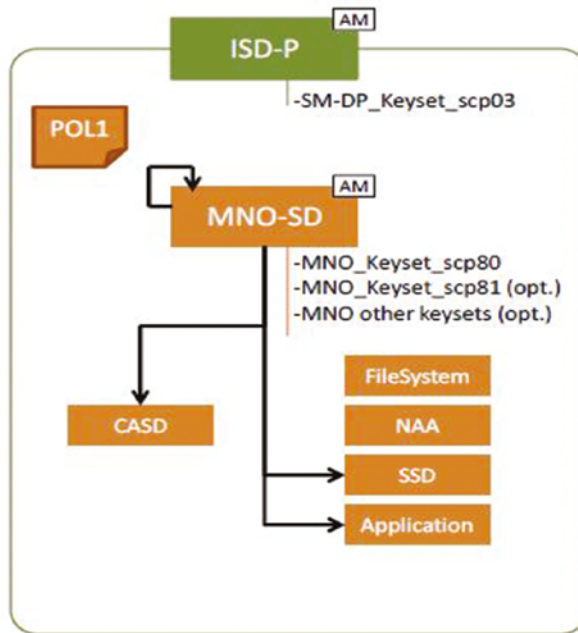 AM
ISD-P
-SM-DP_Keyset_scp03
POL1
AM
MNO-SD
-MNO_Keyset_scp80
-MNO_Keyset_scp81 (opt.)
-MNO other keysets (opt.)
FileSystem
CASD
NAA
SSD
Application